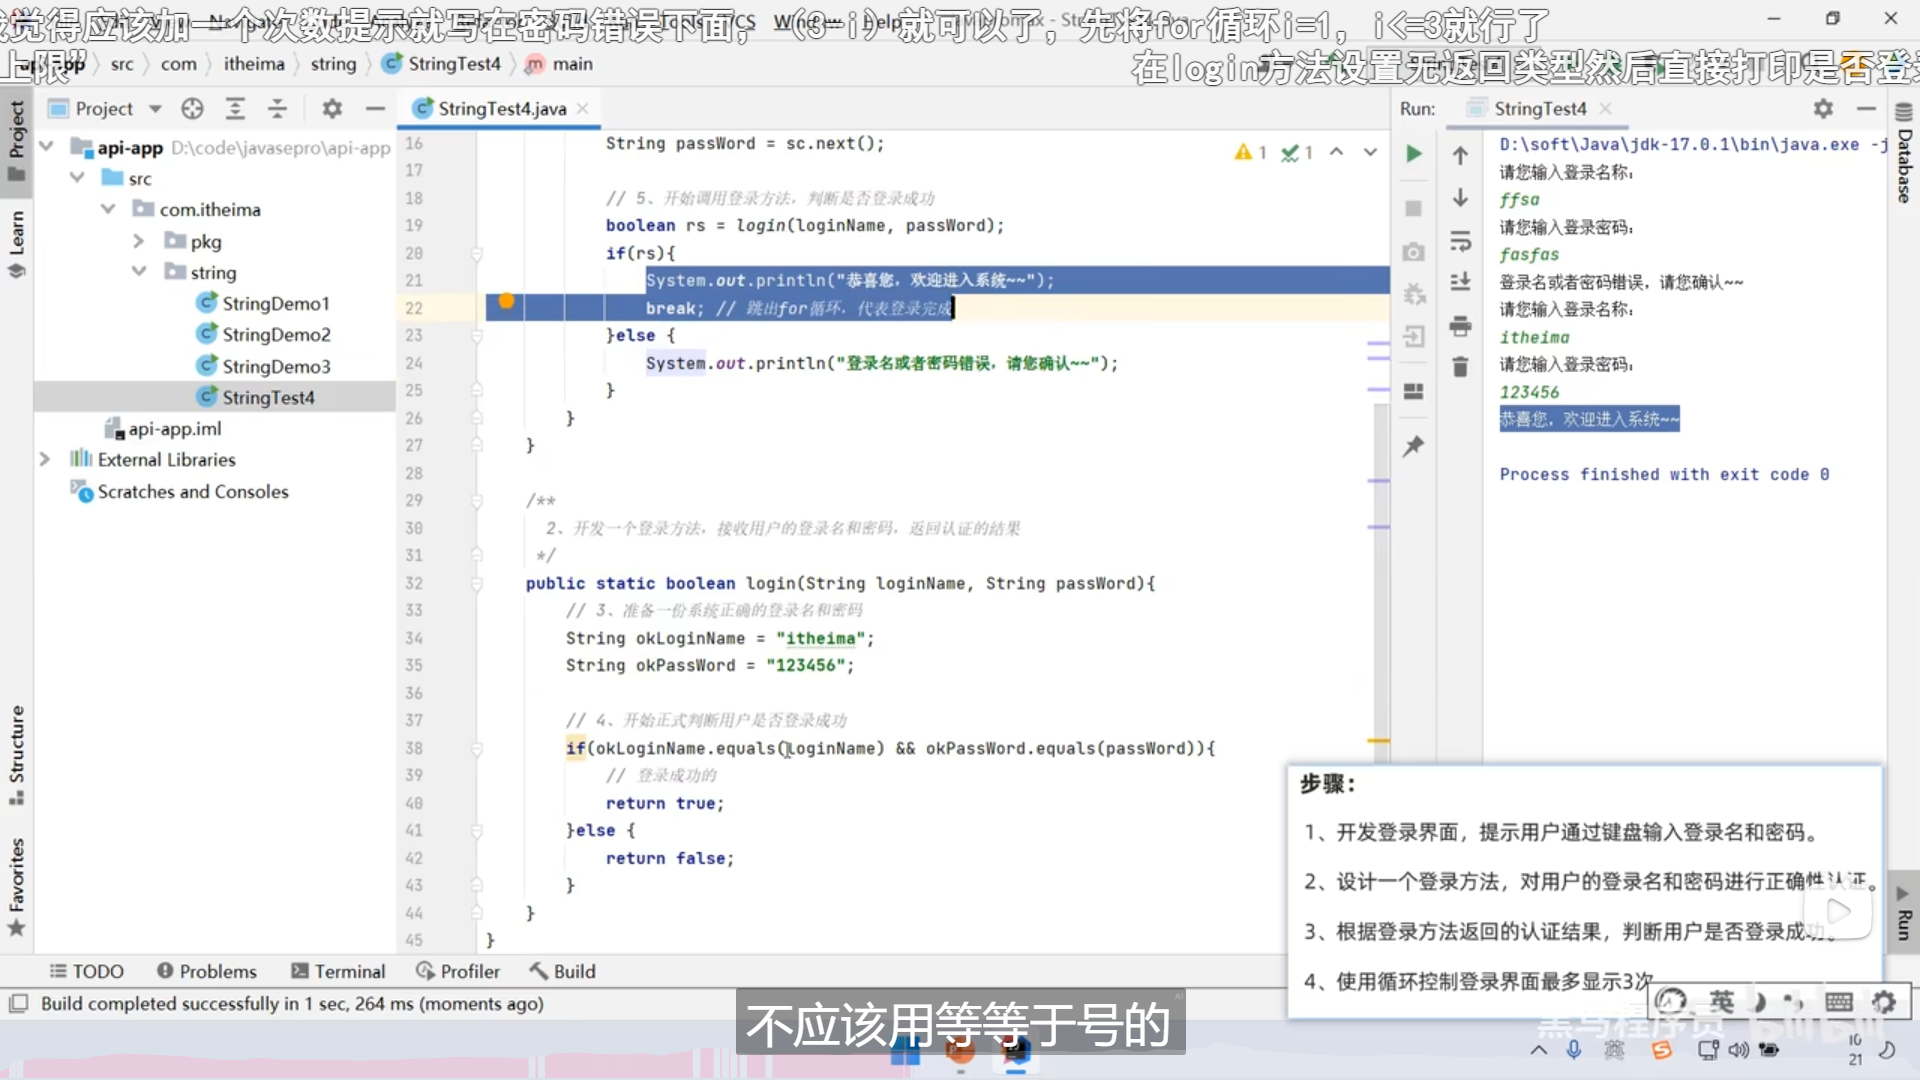 觉得应该加一个次数提示就写在密码错误下面，（3-i）就可以了，先将for循环i=1，i<=3就行了
上限”
在login方法设置无返回类型然后直接打印是否登录
src
com
itheima
string
StringTest4
main
Project
StringTest4.java
Run:
StringTest4
Project
Learn
Structure
Favorites
Database
Run
api-app D:\code\javasepro\api-app
src
com.itheima
pkg
string
StringDemo1
StringDemo2
StringDemo3
StringTest4
api-app.iml
External Libraries
Scratches and Consoles
1 1
16 String passWord = sc.next();
17
18 // 5、开始调用登录方法，判断是否登录成功
19 boolean rs = login(loginName, passWord);
20 if(rs){
21 System.out.println("恭喜您，欢迎进入系统~~");
22 break; // 跳出for循环，代表登录完成
23 }else {
24 System.out.println("登录名或者密码错误，请您确认~~");
25 }
26 }
27 }
28
29 /**
30 2、开发一个登录方法，接收用户的登录名和密码，返回认证的结果
31 */
32 public static boolean login(String loginName, String passWord){
33 // 3、准备一份系统正确的登录名和密码
34 String okLoginName = "itheima";
35 String okPassWord = "123456";
36
37 // 4、开始正式判断用户是否登录成功
38 if(okLoginName.equals(loginName) && okPassWord.equals(passWord)){
39 // 登录成功的
40 return true;
41 }else {
42 return false;
43 }
44 }
45 }
D:\soft\Java\jdk-17.0.1\bin\java.exe -j
请您输入登录名称：
ffsa
请您输入登录密码：
fasfas
登录名或者密码错误，请您确认~~
请您输入登录名称：
itheima
请您输入登录密码：
123456
恭喜您，欢迎进入系统~~
Process finished with exit code 0
步骤：
1、开发登录界面，提示用户通过键盘输入登录名和密码。
2、设计一个登录方法，对用户的登录名和密码进行正确性认证。
3、根据登录方法返回的认证结果，判断用户是否登录成功。
4、使用循环控制登录界面最多显示3次
英
TODO
Problems
Terminal
Profiler
Build
Build completed successfully in 1 sec, 264 ms (moments ago)
不应该用等等于号的
黑马程序员 bilibili
英
10
21